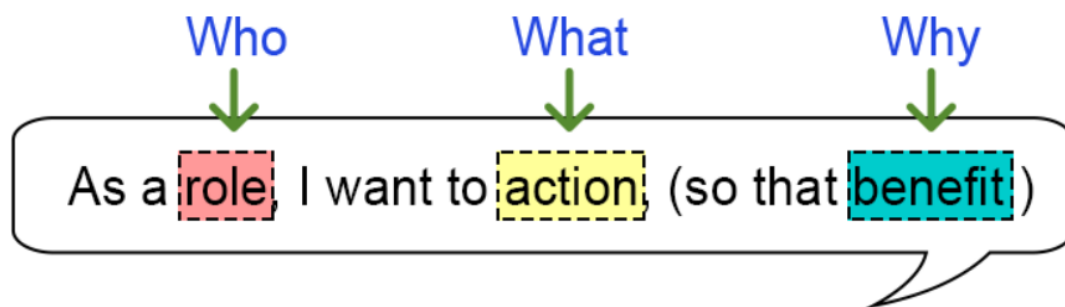 Who What Why
As a role, I want to action, (so that benefit )